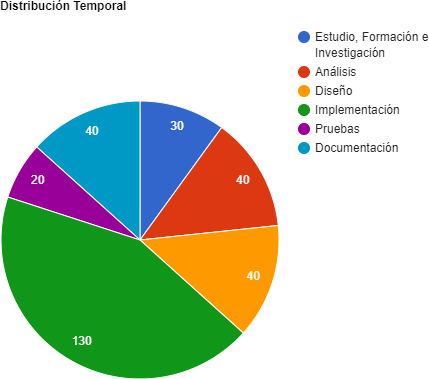 Distribución Temporal
Estudio, Formación e
Investigación
Análisis
Diseño
Implementación
Pruebas
Documentación
30
40
40
130
20
40